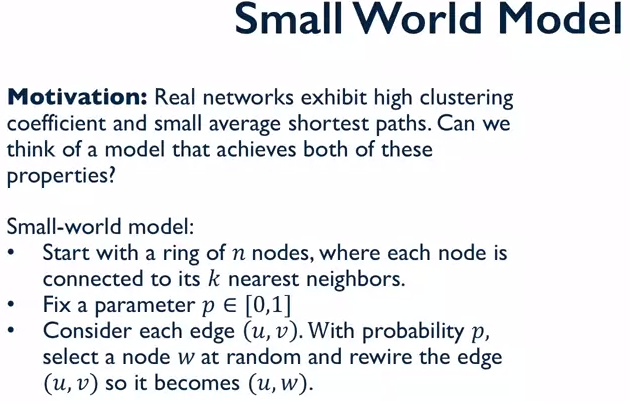 Small World Model
Motivation: Real networks exhibit high clustering
coefficient and small average shortest paths. Can we
think of a model that achieves both of these
properties?
Small-world model:
• Start with a ring of n nodes, where each node is
connected to its k nearest neighbors.
• Fix a parameter p ∈ [0,1]
• Consider each edge (u, v). With probability p,
select a node w at random and rewire the edge
(u, v) so it becomes (u, w).